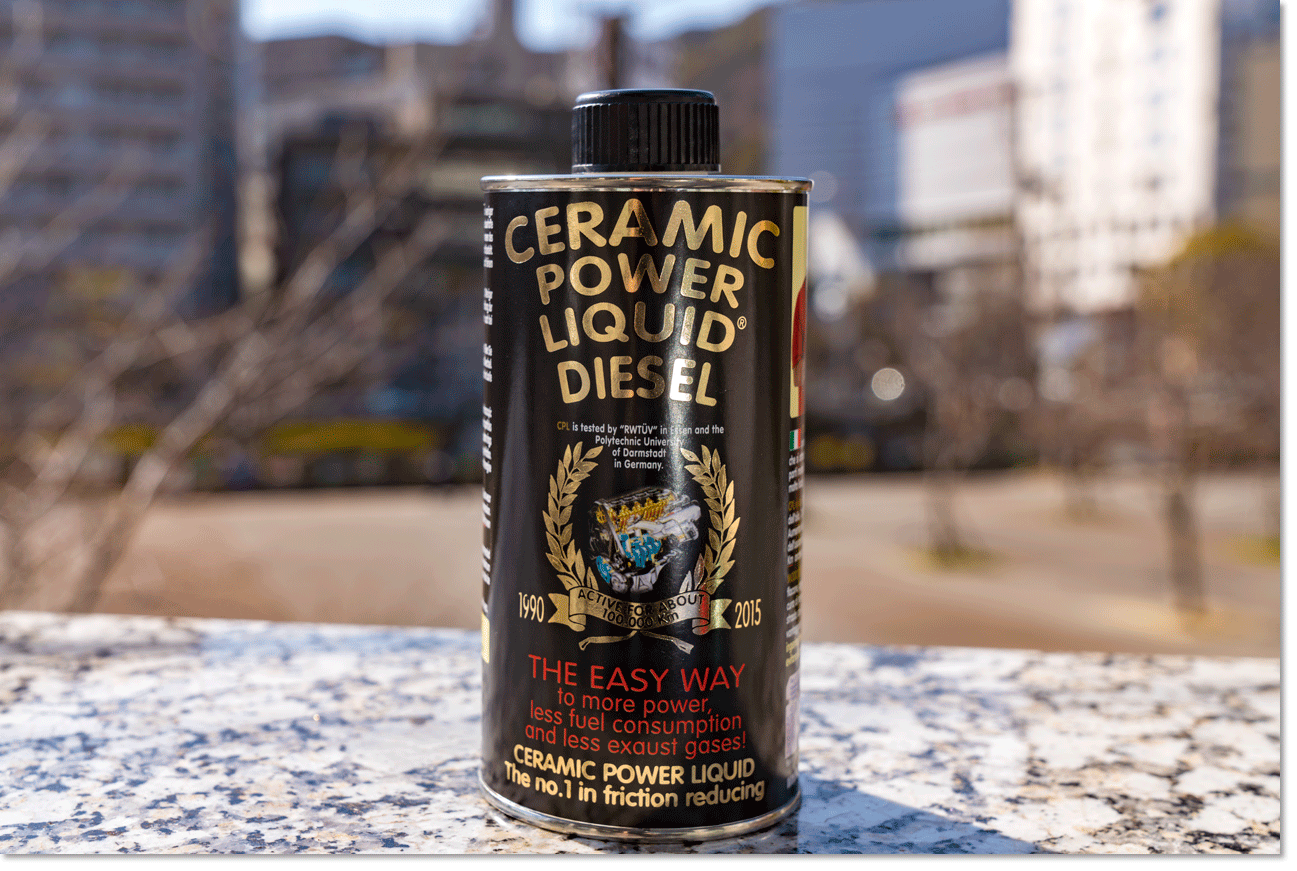 CERAMIC
POWER
LIQUID®
DIESEL
CPL is tested by "RWTÜV" in Essen and the
Polytechnic University
of Darmstadt
in Germany.
ACTIVE FOR ABOUT
100.000 Km
1990
2015
THE EASY WAY
to more power,
less fuel consumption
and less exaust gases!
CERAMIC POWER LIQUID
The no.1 in friction reducing